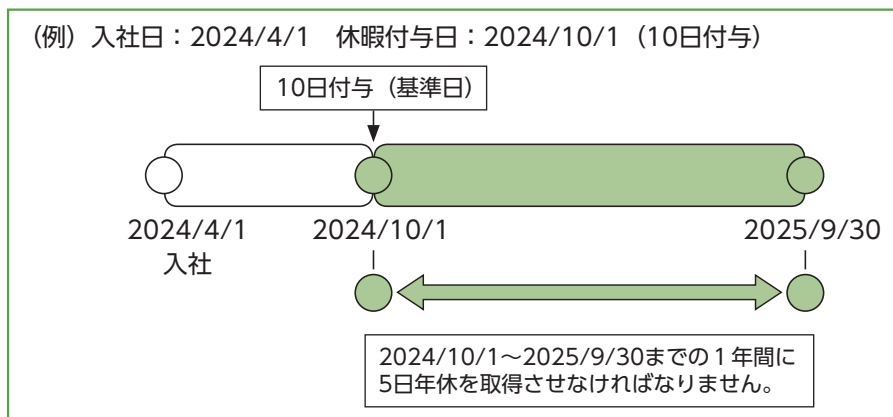 （例）入社日：2024/4/1　休暇付与日：2024/10/1（10日付与）
10日付与（基準日）
2024/4/1
入社
2024/10/1
2025/9/30
2024/10/1～2025/9/30までの１年間に
5日年休を取得させなければなりません。